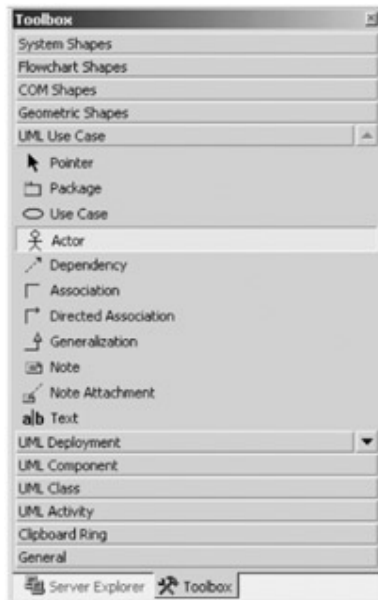 Toolbox
System Shapes
Flowchart Shapes
COM Shapes
Geometric Shapes
UML Use Case
Pointer
Package
Use Case
Actor
Dependency
Association
Directed Association
Generalization
Note
Note Attachment
a|b Text
UML Deployment
UML Component
UML Class
UML Activity
Clipboard Ring
General
Server Explorer Toolbox